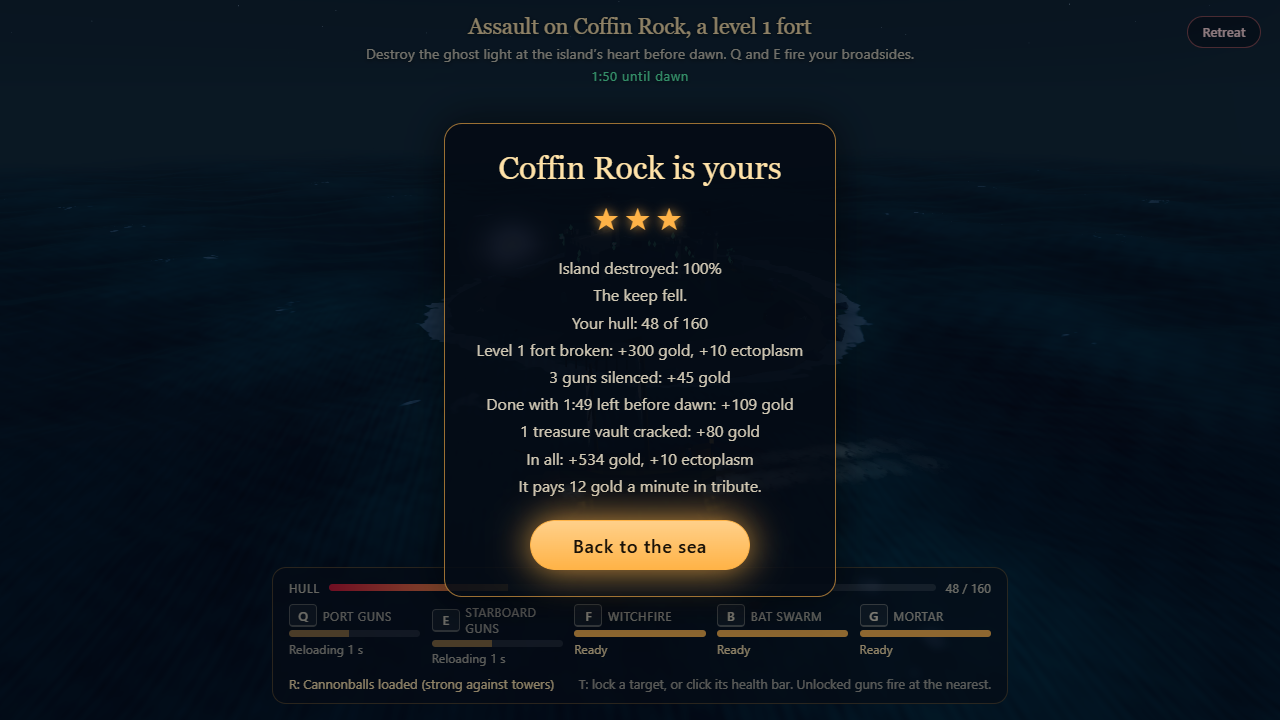 Assault on Coffin Rock, a level 1 fort
Destroy the ghost light at the island's heart before dawn. Q and E fire your broadsides.
1:50 until dawn
Retreat
Coffin Rock is yours
Island destroyed: 100%
The keep fell.
Your hull: 48 of 160
Level 1 fort broken: +300 gold, +10 ectoplasm
3 guns silenced: +45 gold
Done with 1:49 left before dawn: +109 gold
1 treasure vault cracked: +80 gold
In all: +534 gold, +10 ectoplasm
It pays 12 gold a minute in tribute.
Back to the sea
HULL 48 / 160
Q PORT GUNS
Reloading 1 s
E STARBOARD GUNS
Reloading 1 s
F WITCHFIRE
Ready
B BAT SWARM
Ready
G MORTAR
Ready
R: Cannonballs loaded (strong against towers)
T: lock a target, or click its health bar. Unlocked guns fire at the nearest.